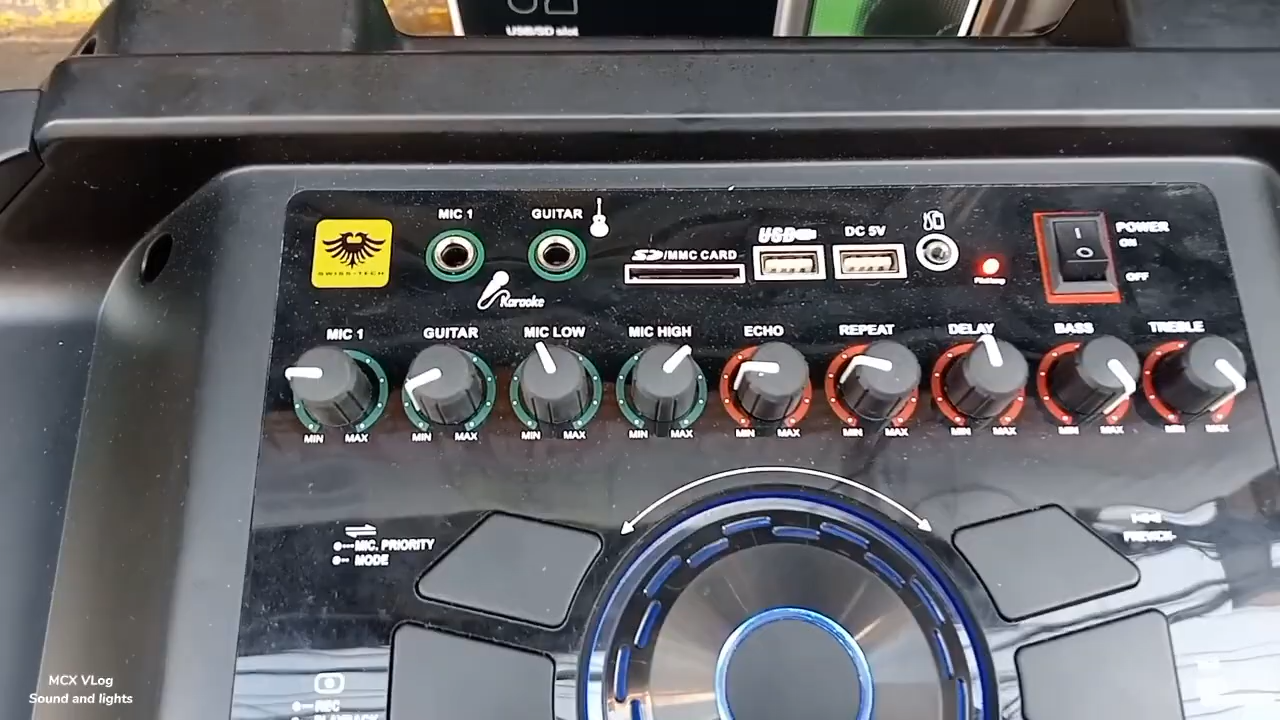 USB/SD slot
MIC 1
GUITAR
SWISS-TECH
Karaoke
SD/MMC CARD
USB
DC 5V
POWER
ON
OFF
MIC 1
GUITAR
MIC LOW
MIC HIGH
ECHO
REPEAT
DELAY
BASS
TREBLE
MIN MAX
MIN MAX
MIN MAX
MIN MAX
MIN MAX
MIN MAX
MIN MAX
MIN MAX
MIN MAX
MIC. PRIORITY
MODE
REC
PLAYBACK
MCX VLog
Sound and lights